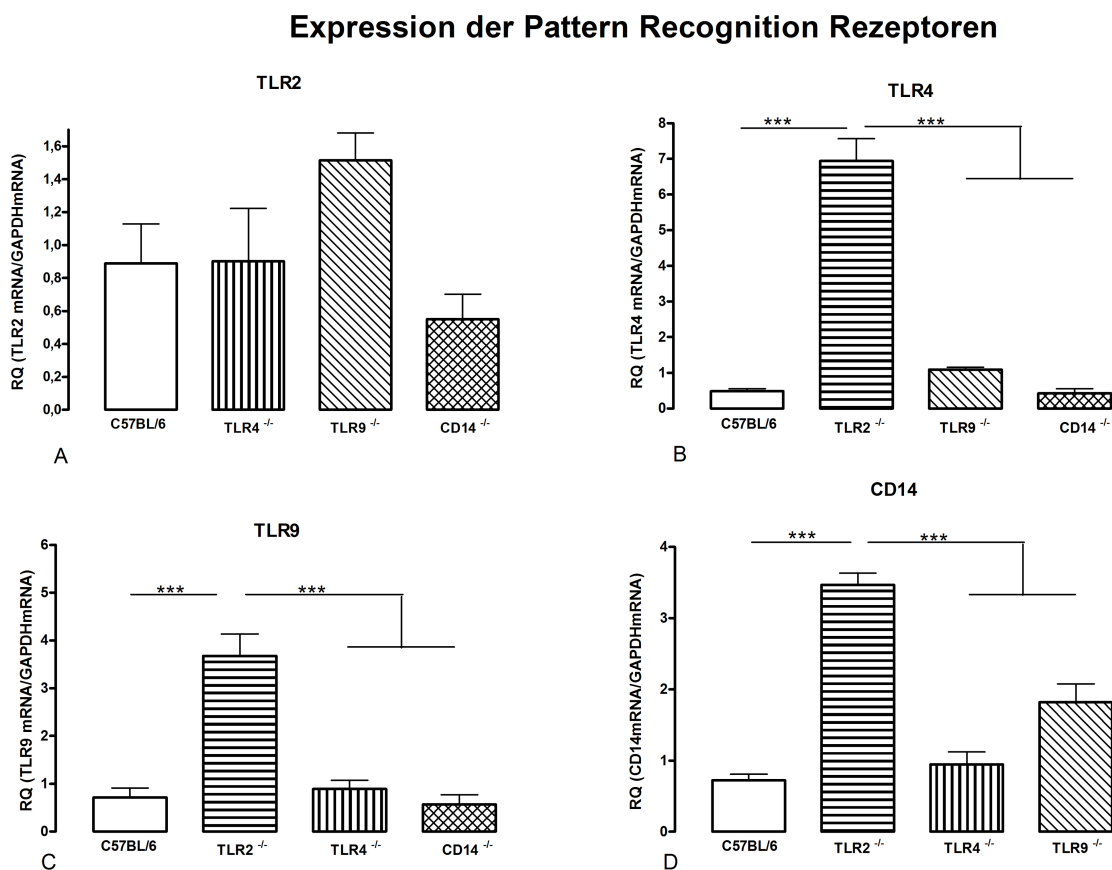 Expression der Pattern Recognition Rezeptoren
TLR2
RQ (TLR2 mRNA/GAPDHmRNA)
1,6
1,4
1,2
1,0
0,8
0,6
0,4
0,2
0,0
C57BL/6 TLR4 -/- TLR9 -/- CD14 -/-
A
TLR4
RQ (TLR4 mRNA/GAPDHmRNA)
8
7
6
5
4
3
2
1
0
*** ***
C57BL/6 TLR2 -/- TLR9 -/- CD14 -/-
B
TLR9
RQ (TLR9 mRNA/GAPDHmRNA)
6
5
4
3
2
1
0
*** ***
C57BL/6 TLR2 -/- TLR4 -/- CD14 -/-
C
CD14
RQ (CD14mRNA/GAPDHmRNA)
4
3
2
1
0
*** ***
C57BL/6 TLR2 -/- TLR4 -/- TLR9 -/-
D